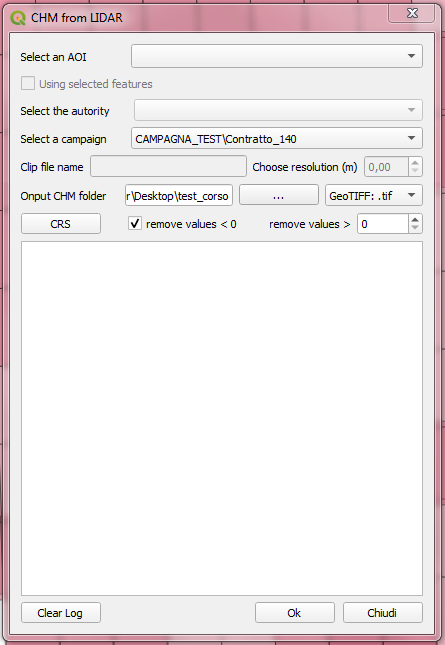 CHM from LIDAR
Select an AOI
Using selected features
Select the autority
Select a campaign CAMPAGNA_TEST\Contratto_140
Clip file name Choose resolution (m) 0,00
Onput CHM folder r\Desktop\test_corso ... GeoTIFF: .tif
CRS remove values < 0 remove values > 0
Clear Log Ok Chiudi